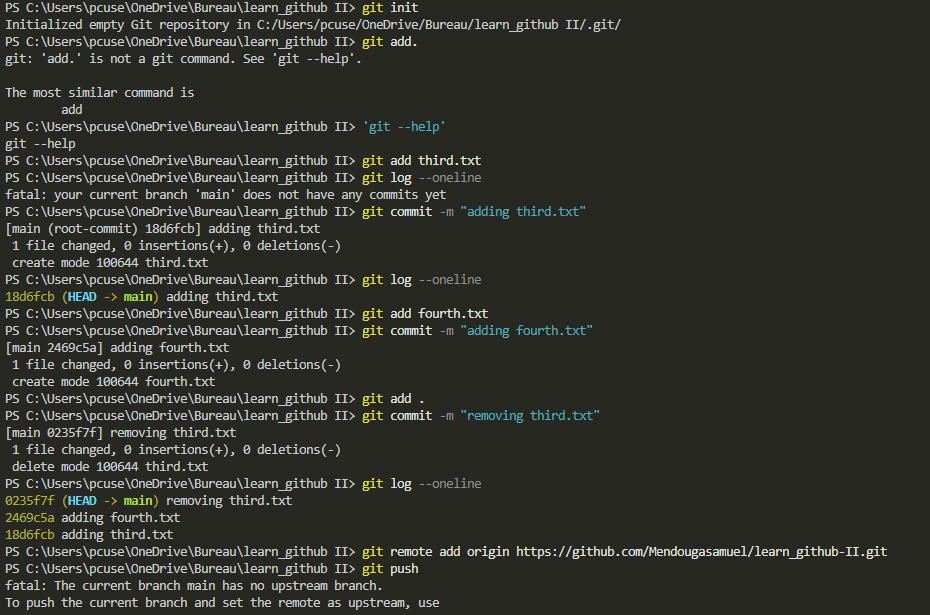 PS C:\Users\pcuse\OneDrive\Bureau\learn_github II> git init
Initialized empty Git repository in C:/Users/pcuse/OneDrive/Bureau/learn_github II/.git/
PS C:\Users\pcuse\OneDrive\Bureau\learn_github II> git add.
git: 'add.' is not a git command. See 'git --help'.

The most similar command is
        add
PS C:\Users\pcuse\OneDrive\Bureau\learn_github II> 'git --help'
git --help
PS C:\Users\pcuse\OneDrive\Bureau\learn_github II> git add third.txt
PS C:\Users\pcuse\OneDrive\Bureau\learn_github II> git log --oneline
fatal: your current branch 'main' does not have any commits yet
PS C:\Users\pcuse\OneDrive\Bureau\learn_github II> git commit -m "adding third.txt"
[main (root-commit) 18d6fcb] adding third.txt
 1 file changed, 0 insertions(+), 0 deletions(-)
 create mode 100644 third.txt
PS C:\Users\pcuse\OneDrive\Bureau\learn_github II> git log --oneline
18d6fcb (HEAD -> main) adding third.txt
PS C:\Users\pcuse\OneDrive\Bureau\learn_github II> git add fourth.txt
PS C:\Users\pcuse\OneDrive\Bureau\learn_github II> git commit -m "adding fourth.txt"
[main 2469c5a] adding fourth.txt
 1 file changed, 0 insertions(+), 0 deletions(-)
 create mode 100644 fourth.txt
PS C:\Users\pcuse\OneDrive\Bureau\learn_github II> git add .
PS C:\Users\pcuse\OneDrive\Bureau\learn_github II> git commit -m "removing third.txt"
[main 0235f7f] removing third.txt
 1 file changed, 0 insertions(+), 0 deletions(-)
 delete mode 100644 third.txt
PS C:\Users\pcuse\OneDrive\Bureau\learn_github II> git log --oneline
0235f7f (HEAD -> main) removing third.txt
2469c5a adding fourth.txt
18d6fcb adding third.txt
PS C:\Users\pcuse\OneDrive\Bureau\learn_github II> git remote add origin https://github.com/Mendougasamuel/learn_github-II.git
PS C:\Users\pcuse\OneDrive\Bureau\learn_github II> git push
fatal: The current branch main has no upstream branch.
To push the current branch and set the remote as upstream, use